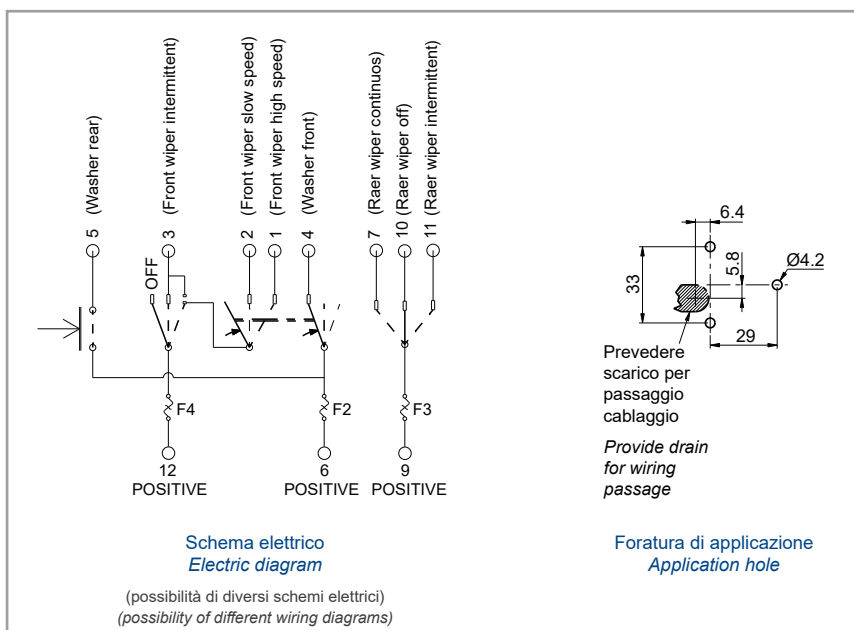 5 (Washer rear)
3 (Front wiper intermittent)
2 (Front wiper slow speed)
1 (Front wiper high speed)
4 (Washer front)
7 (Raer wiper continuos)
10 (Raer wiper off)
11 (Raer wiper intermittent)
OFF
F4
F2
F3
12
POSITIVE
6
POSITIVE
9
POSITIVE
6.4
33
5.8
Ø4.2
29
Prevedere
scarico per
passaggio
cablaggio
Provide drain
for wiring
passage
Schema elettrico
Electric diagram
(possibilità di diversi schemi elettrici)
(possibility of different wiring diagrams)
Foratura di applicazione
Application hole